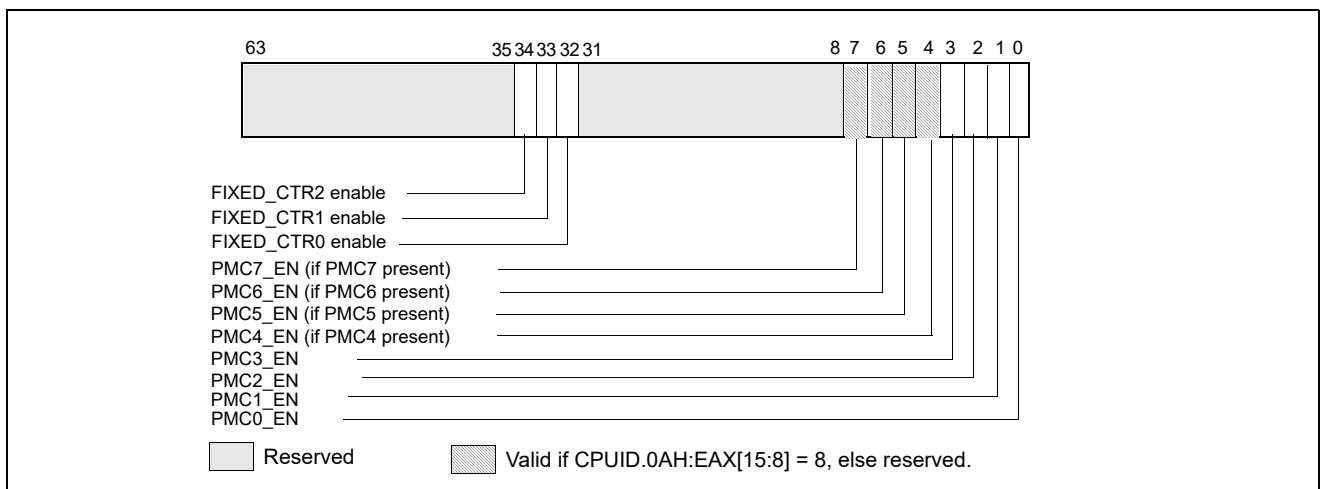 63 35 34 33 32 31 8 7 6 5 4 3 2 1 0
FIXED_CTR2 enable
FIXED_CTR1 enable
FIXED_CTR0 enable
PMC7_EN (if PMC7 present)
PMC6_EN (if PMC6 present)
PMC5_EN (if PMC5 present)
PMC4_EN (if PMC4 present)
PMC3_EN
PMC2_EN
PMC1_EN
PMC0_EN
Reserved Valid if CPUID.0AH:EAX[15:8] = 8, else reserved.